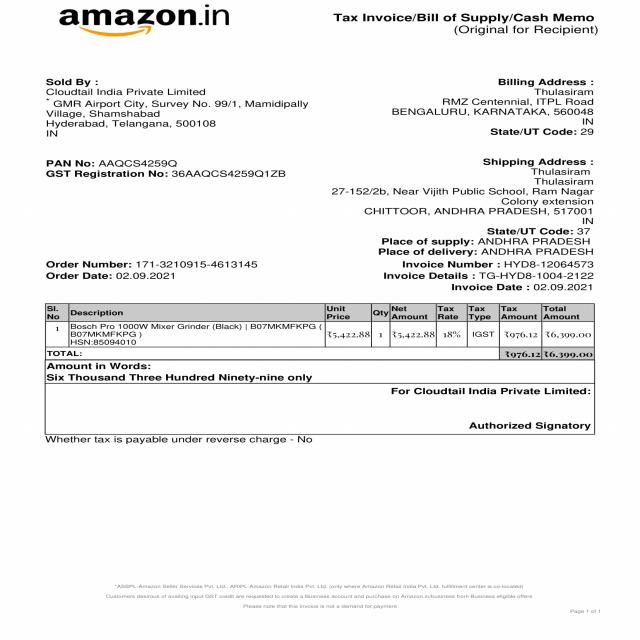 amazon.in
Tax Invoice/Bill of Supply/Cash Memo
(Original for Recipient)
Sold By :
Cloudtail India Private Limited
* GMR Airport City, Survey No. 99/1, Mamidipally
Village, Shamshabad
Hyderabad, Telangana, 500108
IN
Billing Address :
Thulasiram
RMZ Centennial, ITPL Road
BENGALURU, KARNATAKA, 560048
IN
State/UT Code: 29
PAN No: AAQCS4259Q
GST Registration No: 36AAQCS4259Q1ZB
Shipping Address :
Thulasiram
Thulasiram
27-152/2b, Near Vijith Public School, Ram Nagar
Colony extension
CHITTOOR, ANDHRA PRADESH, 517001
IN
State/UT Code: 37
Place of supply: ANDHRA PRADESH
Place of delivery: ANDHRA PRADESH
Order Number: 171-3210915-4613145
Order Date: 02.09.2021
Invoice Number : HYD8-12064573
Invoice Details : TG-HYD8-1004-2122
Invoice Date : 02.09.2021
Sl. No Description Unit Price Qty Net Amount Tax Rate Tax Type Tax Amount Total Amount
1 Bosch Pro 1000W Mixer Grinder (Black) | B07MKMFKPG ( ₹5,422.88 1 ₹5,422.88 18% IGST ₹976.12 ₹6,399.00
B07MKMFKPG )
HSN:85094010
TOTAL: ₹976.12 ₹6,399.00
Amount in Words:
Six Thousand Three Hundred Ninety-nine only
For Cloudtail India Private Limited:
Authorized Signatory
Whether tax is payable under reverse charge - No
*ASSPL-Amazon Seller Services Pvt. Ltd., ARIPL-Amazon Retail India Pvt. Ltd. (only where Amazon Retail India Pvt. Ltd. fulfillment center is co-located)
Customers desirous of availing input GST credit are requested to create a Business account and purchase on Amazon.in/business from Business eligible offers
Please note that this invoice is not a demand for payment
Page 1 of 1